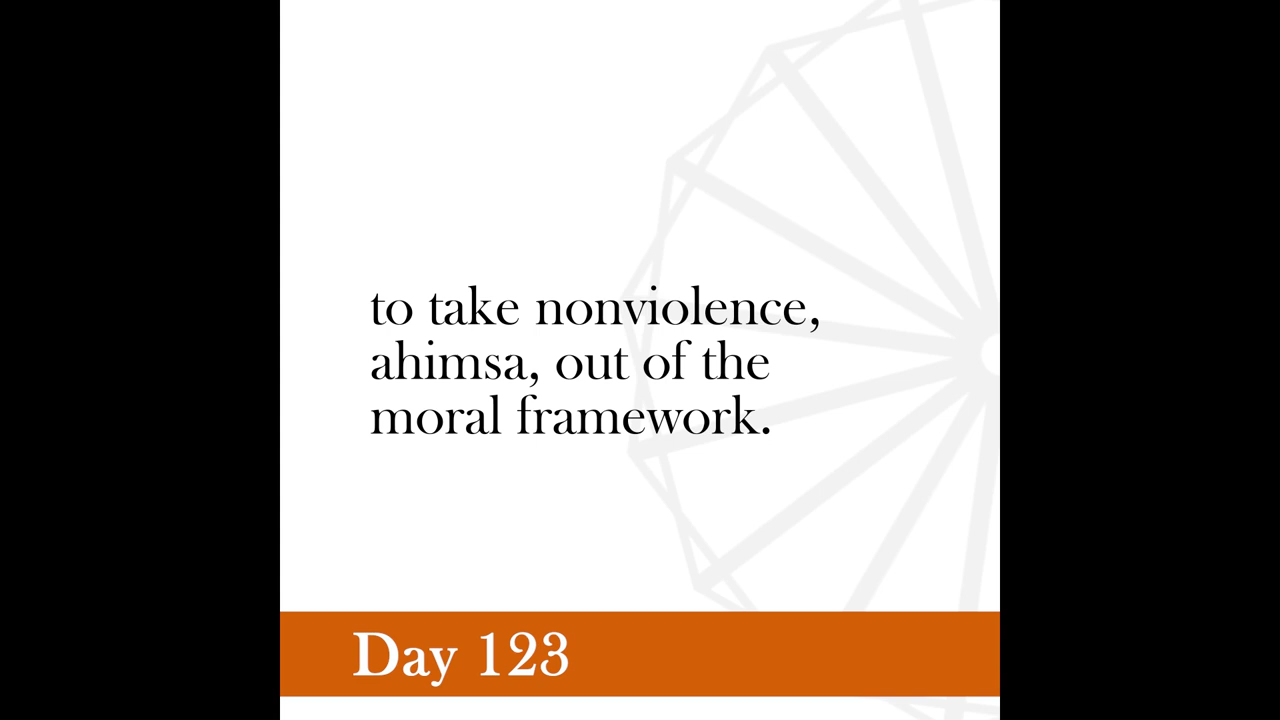 to take nonviolence,
ahimsa, out of the
moral framework.
Day 123